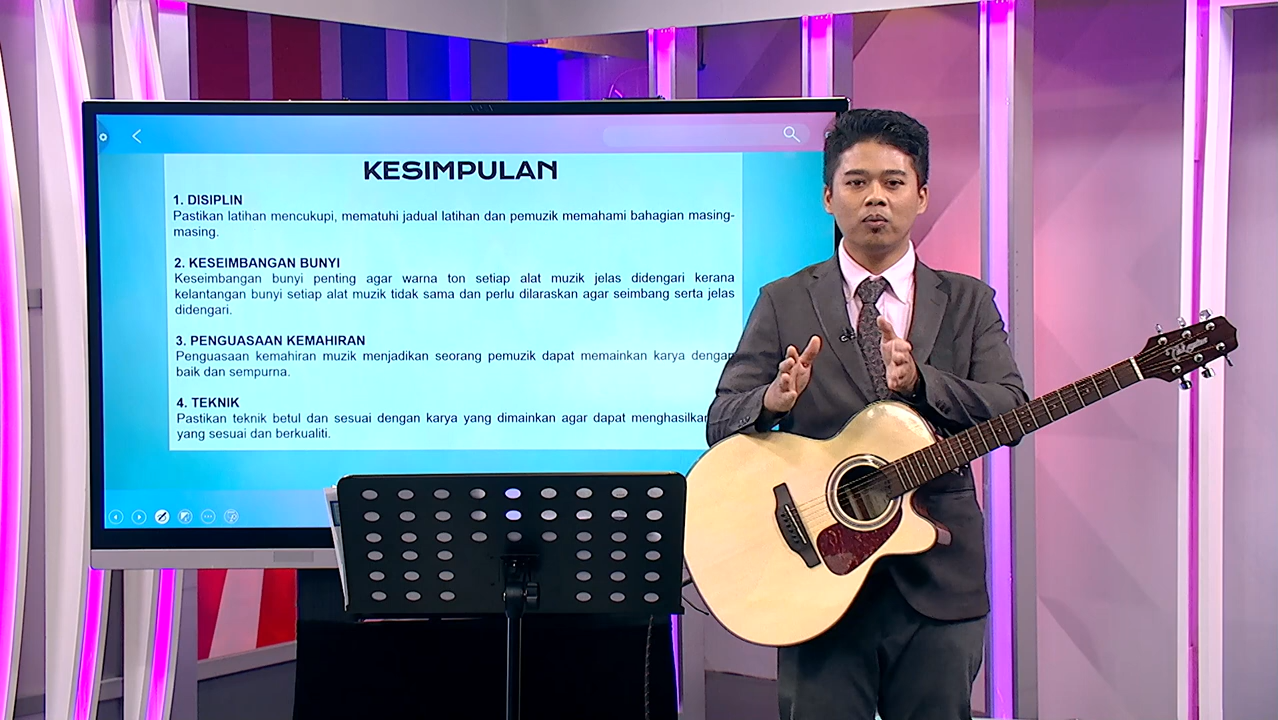 KESIMPULAN
1. DISIPLIN
Pastikan latihan mencukupi, mematuhi jadual latihan dan pemuzik memahami bahagian masing-
masing.
2. KESEIMBANGAN BUNYI
Keseimbangan bunyi penting agar warna ton setiap alat muzik jelas didengari kerana
kelantangan bunyi setiap alat muzik tidak sama dan perlu dilaraskan agar seimbang serta jelas
didengari.
3. PENGUASAAN KEMAHIRAN
Penguasaan kemahiran muzik menjadikan seorang pemuzik dapat memainkan karya dengan
baik dan sempurna.
4. TEKNIK
Pastikan teknik betul dan sesuai dengan karya yang dimainkan agar dapat menghasilkan
yang sesuai dan berkualiti.